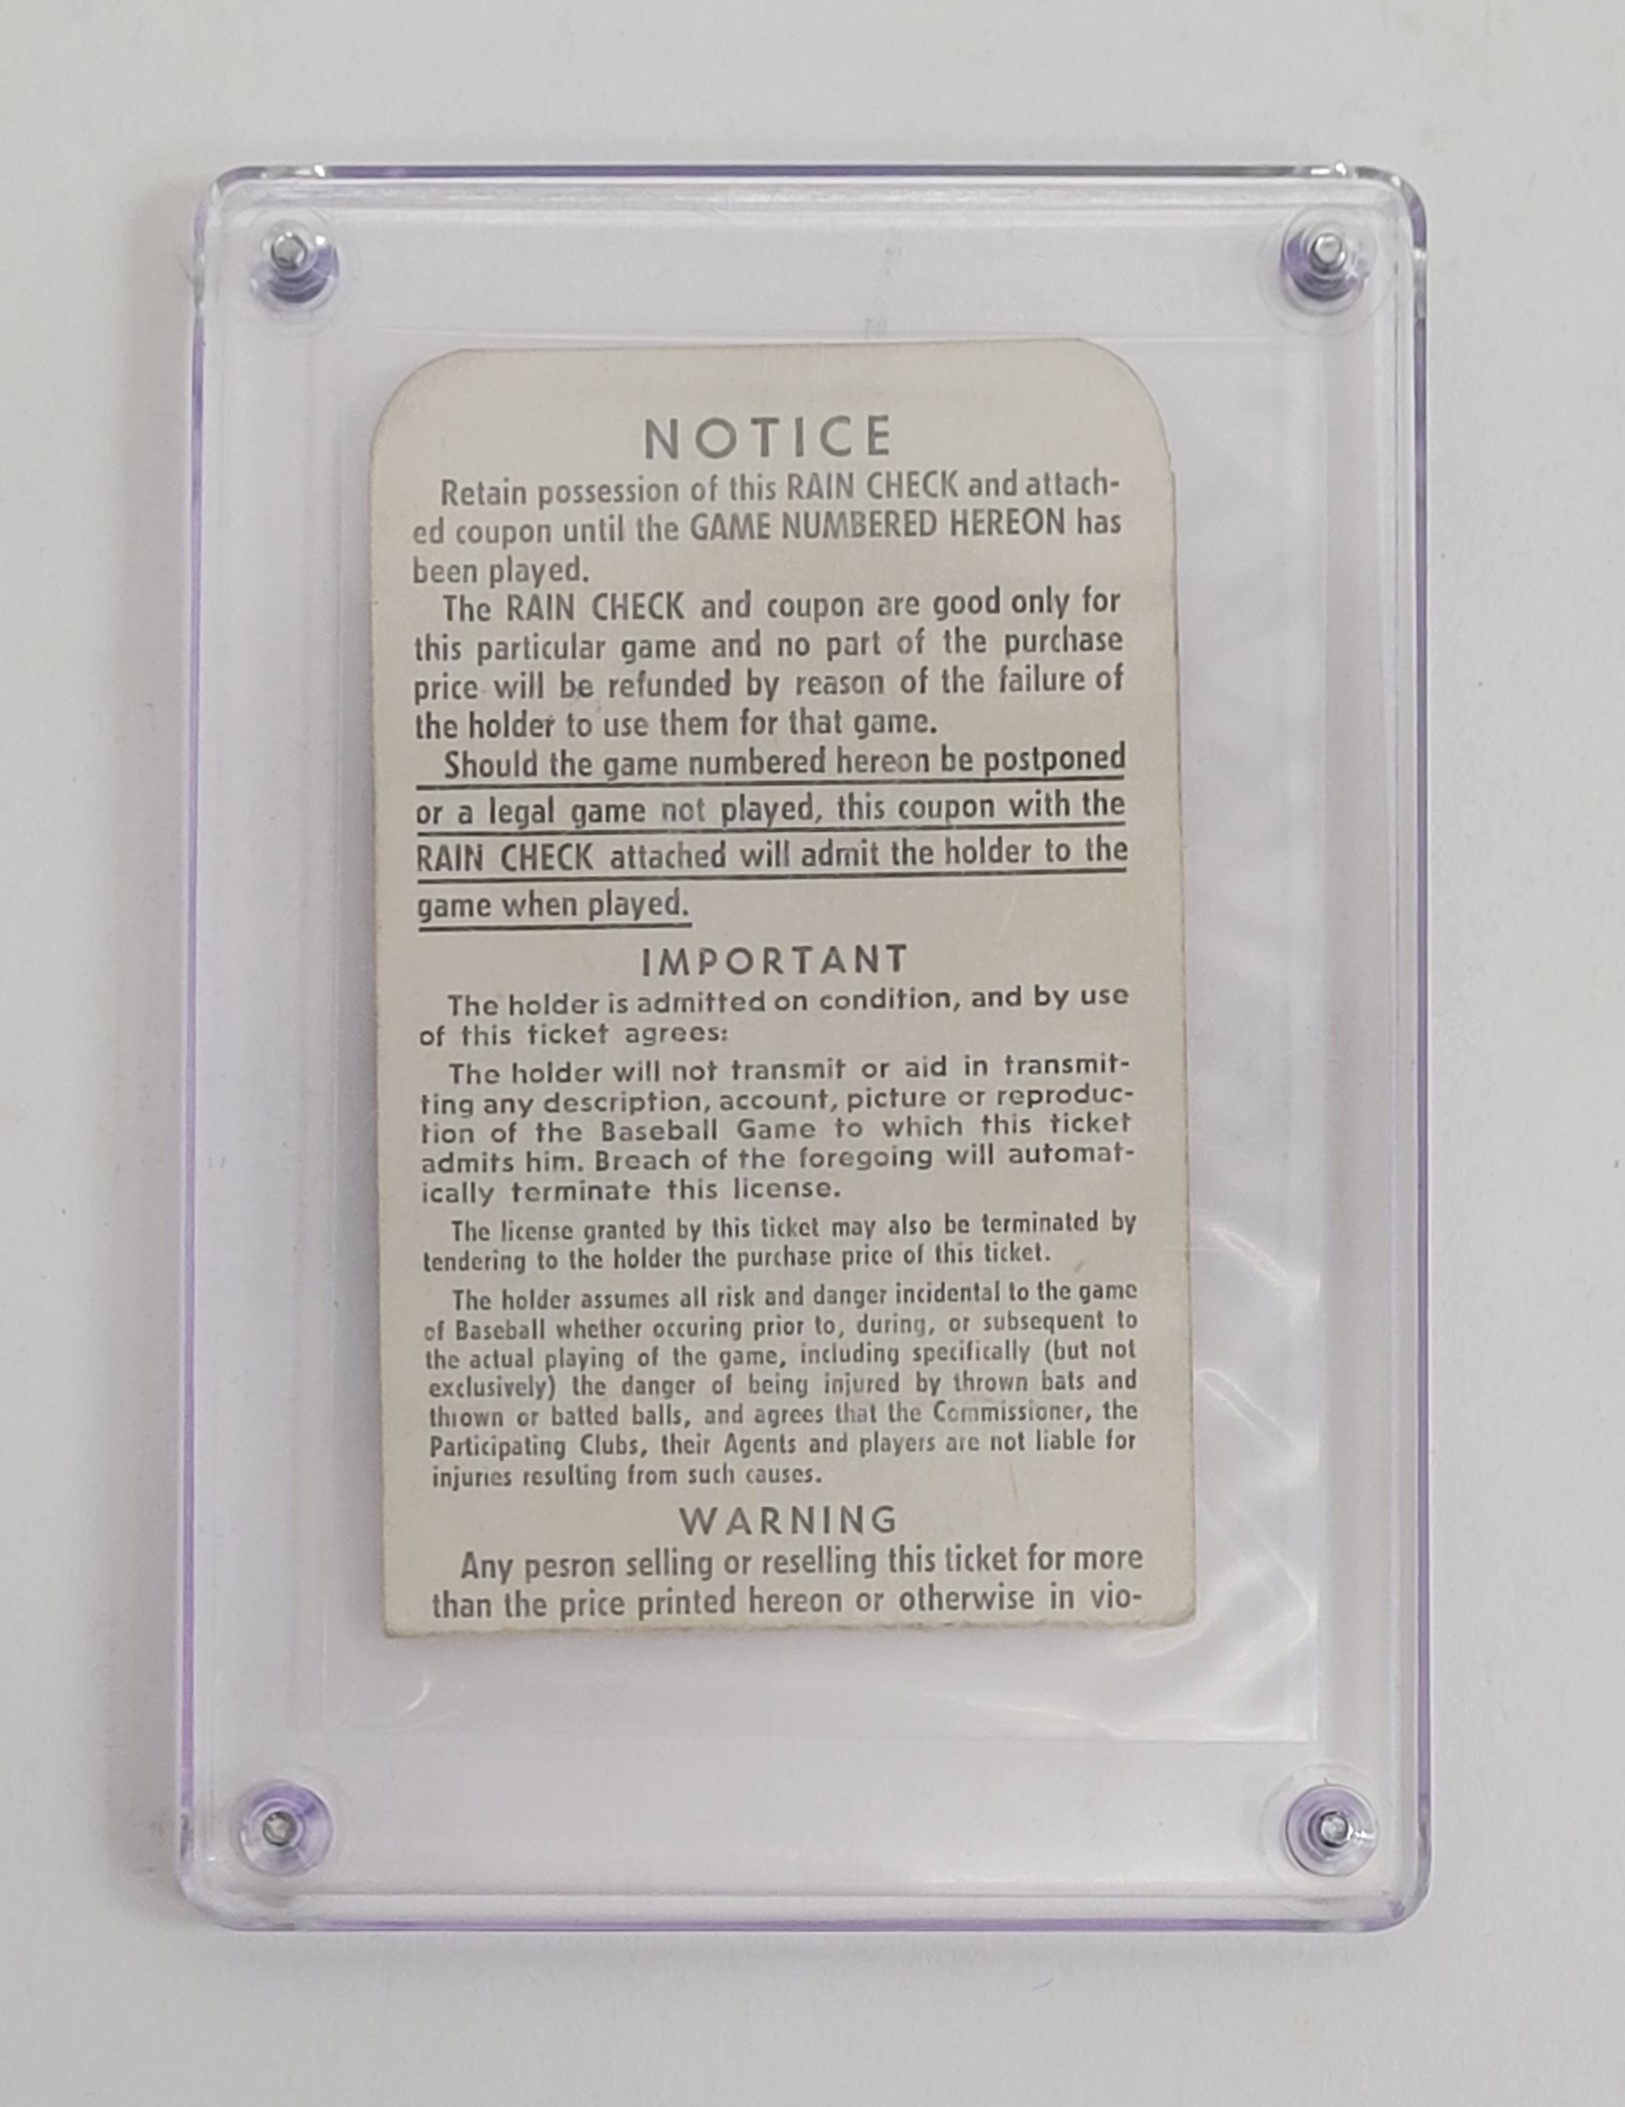 NOTICE
Retain possession of this RAIN CHECK and attach-
ed coupon until the GAME NUMBERED HEREON has
been played.
The RAIN CHECK and coupon are good only for
this particular game and no part of the purchase
price will be refunded by reason of the failure of
the holder to use them for that game.
Should the game numbered hereon be postponed
or a legal game not played, this coupon with the
RAIN CHECK attached will admit the holder to the
game when played.
IMPORTANT
The holder is admitted on condition, and by use
of this ticket agrees:
The holder will not transmit or aid in transmit-
ting any description, account, picture or reproduc-
tion of the Baseball Game to which this ticket
admits him. Breach of the foregoing will automat-
ically terminate this license.
The license granted by this ticket may also be terminated by
tendering to the holder the purchase price of this ticket.
The holder assumes all risk and danger incidental to the game
of Baseball whether occuring prior to, during, or subsequent to
the actual playing of the game, including specifically (but not
exclusively) the danger of being injured by thrown bats and
thrown or batted balls, and agrees that the Commissioner, the
Participating Clubs, their Agents and players are not liable for
injuries resulting from such causes.
WARNING
Any pesron selling or reselling this ticket for more
than the price printed hereon or otherwise in vio-